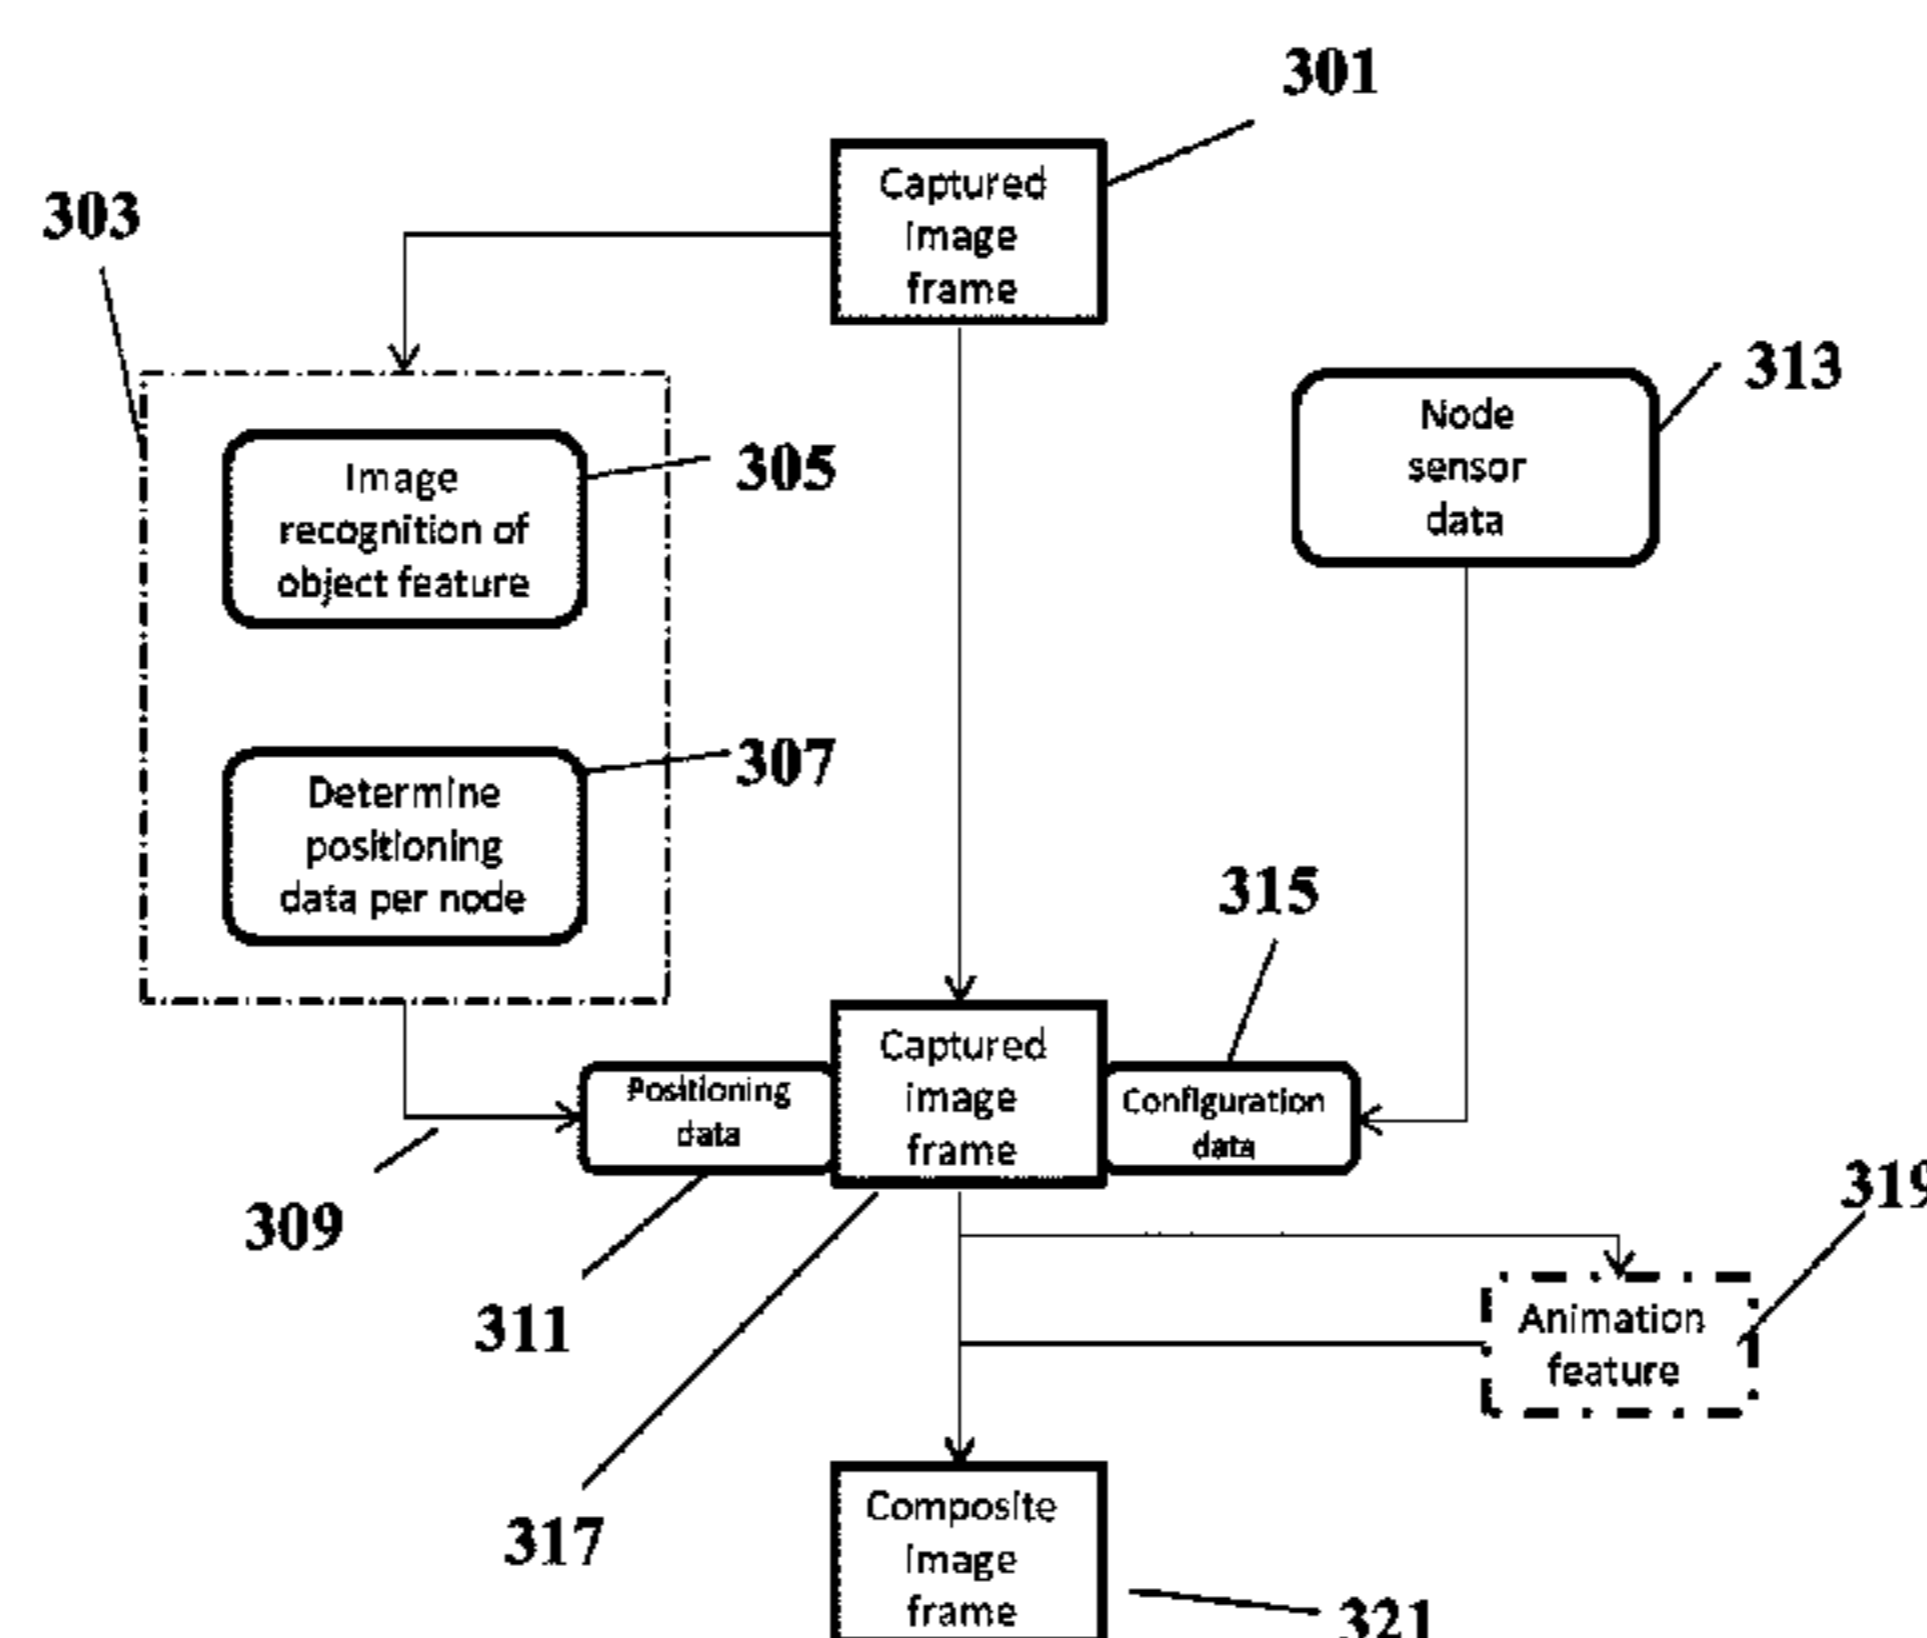 301
Captured
image
frame
303
313
Node
sensor
data
305
Image
recognition of
object feature
307
Determine
positioning
data per node
315
Captured
image
frame
Positioning
data
Configuration
data
309
319
311
Animation
feature
317
Composite
image
frame
321